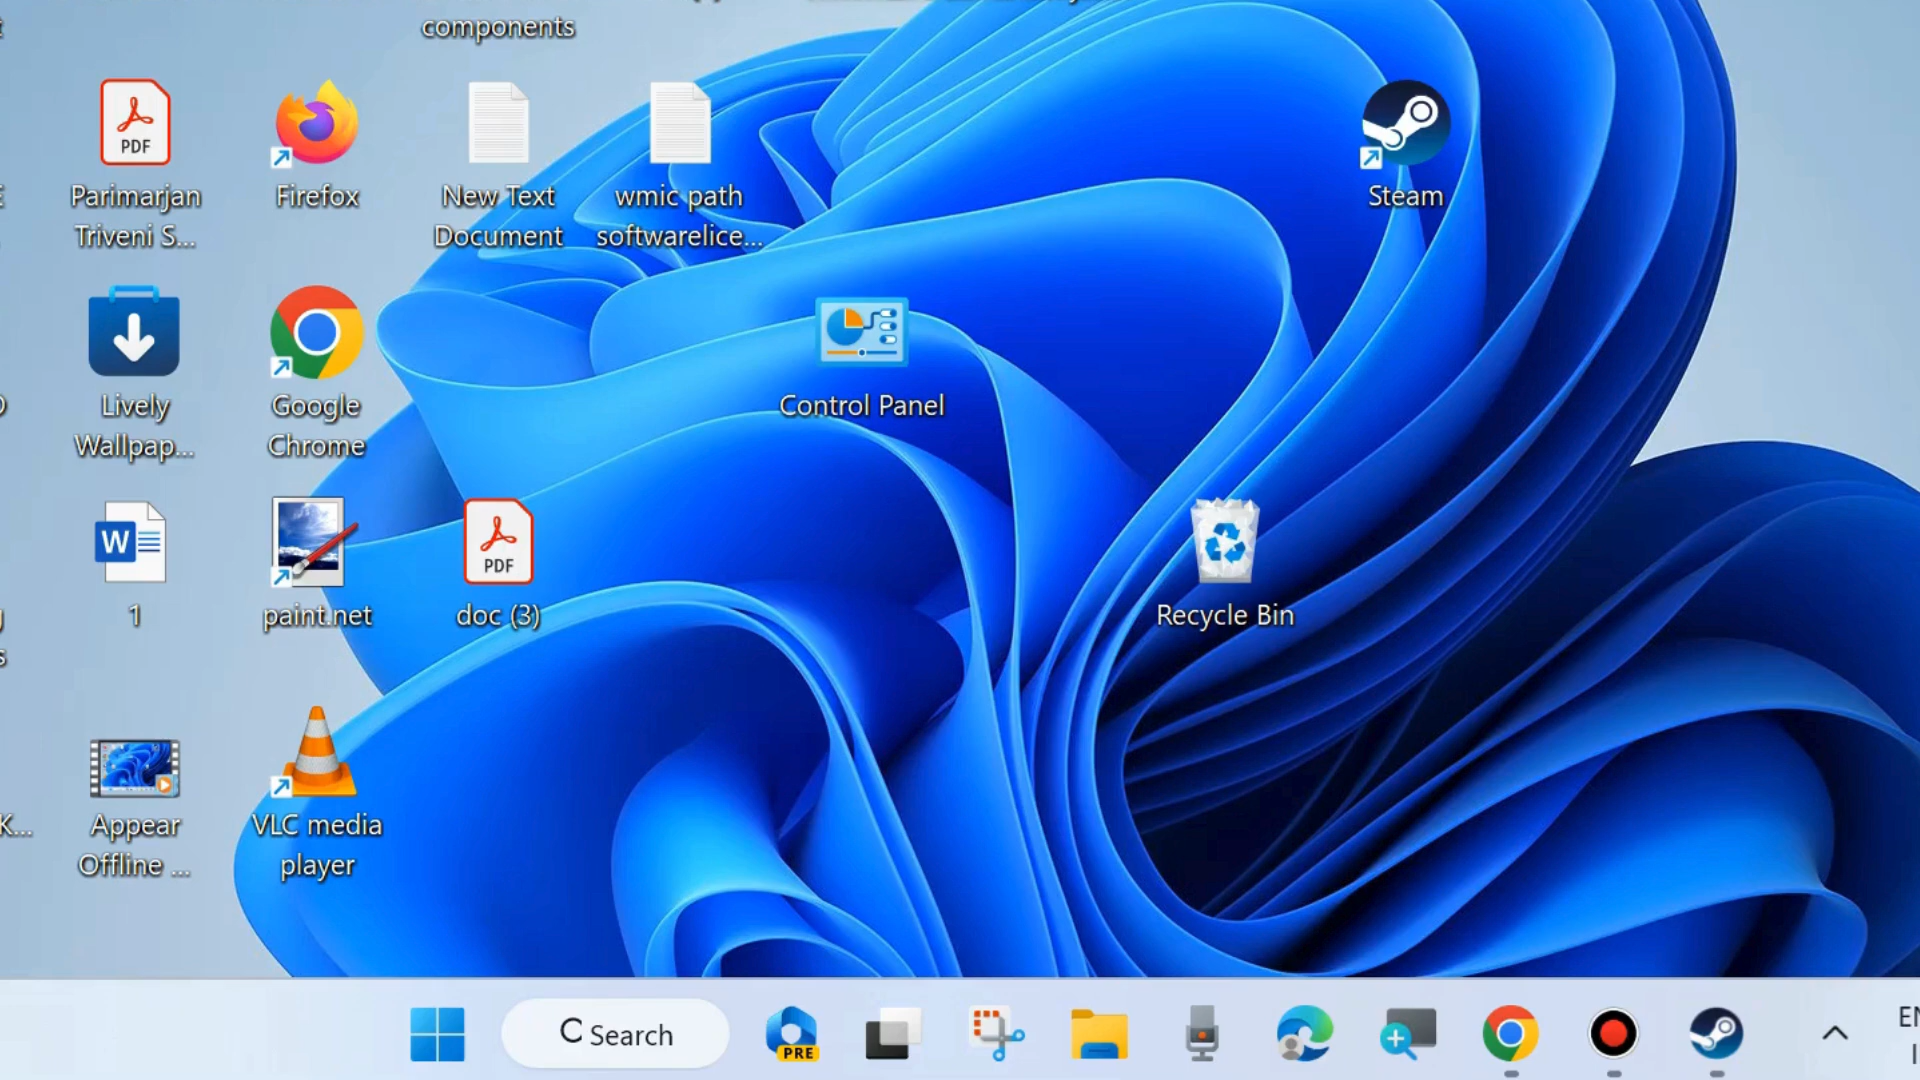 components
PDF
Parimarjan
Triveni S...
Firefox
New Text
Document
wmic path
softwarelice...
Steam
Lively
Wallpap...
Google
Chrome
Control Panel
W
1
paint.net
PDF
doc (3)
Recycle Bin
K...
Appear
Offline ...
VLC media
player
C Search
PRE